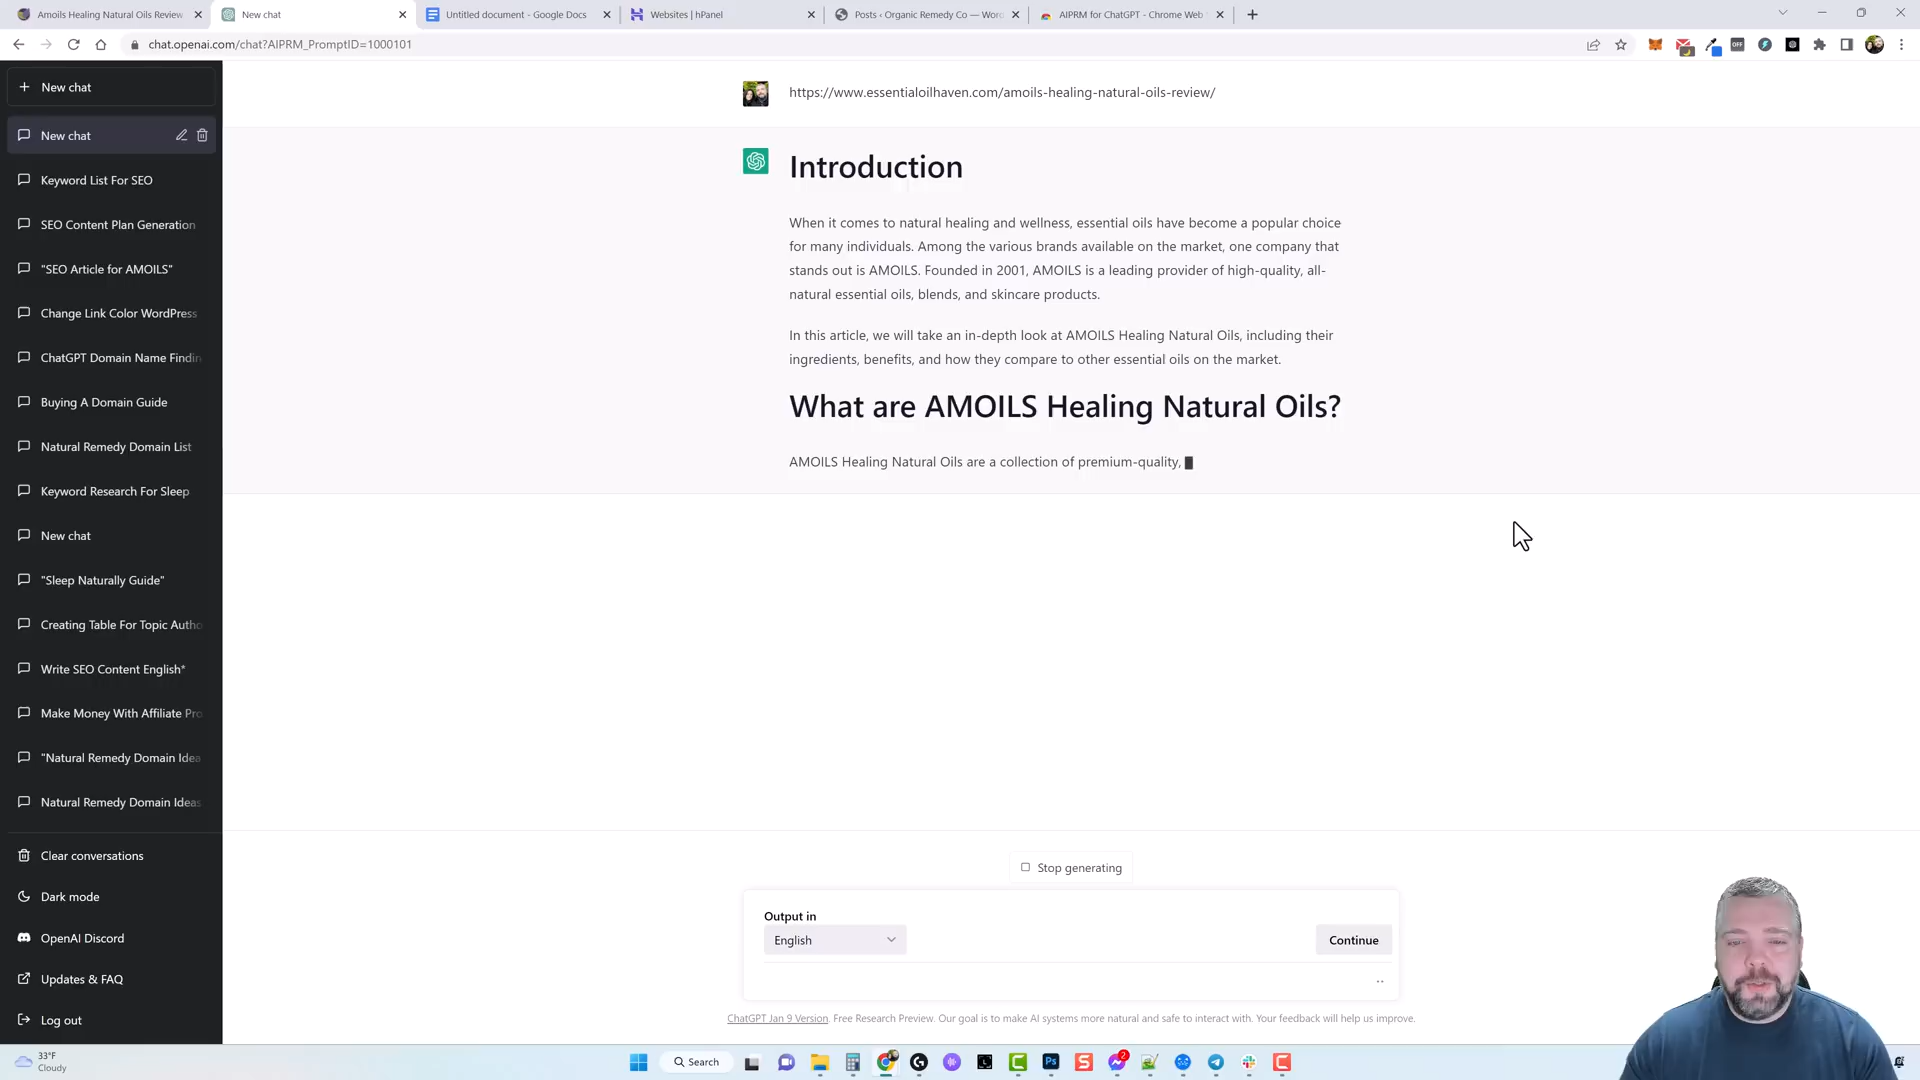 Amoils Healing Natural Oils Review
New chat
Untitled document - Google Docs
Websites | hPanel
Posts ‹ Organic Remedy Co — Wor
AIPRM for ChatGPT - Chrome Web
chat.openai.com/chat?AIPRM_PromptID=1000101
New chat
New chat
Keyword List For SEO
SEO Content Plan Generation
"SEO Article for AMOILS"
Change Link Color WordPress
ChatGPT Domain Name Findin
Buying A Domain Guide
Natural Remedy Domain List
Keyword Research For Sleep
New chat
"Sleep Naturally Guide"
Creating Table For Topic Autho
Write SEO Content English*
Make Money With Affiliate Pro
"Natural Remedy Domain Idea
Natural Remedy Domain Ideas
Clear conversations
Dark mode
OpenAI Discord
Updates & FAQ
Log out
https://www.essentialoilhaven.com/amoils-healing-natural-oils-review/
Introduction
When it comes to natural healing and wellness, essential oils have become a popular choice
for many individuals. Among the various brands available on the market, one company that
stands out is AMOILS. Founded in 2001, AMOILS is a leading provider of high-quality, all-
natural essential oils, blends, and skincare products.
In this article, we will take an in-depth look at AMOILS Healing Natural Oils, including their
ingredients, benefits, and how they compare to other essential oils on the market.
What are AMOILS Healing Natural Oils?
AMOILS Healing Natural Oils are a collection of premium-quality,
Stop generating
Output in
English
Continue
ChatGPT Jan 9 Version. Free Research Preview. Our goal is to make AI systems more natural and safe to interact with. Your feedback will help us improve.
33°F
Cloudy
Search
OFF
Ps
S
L
2